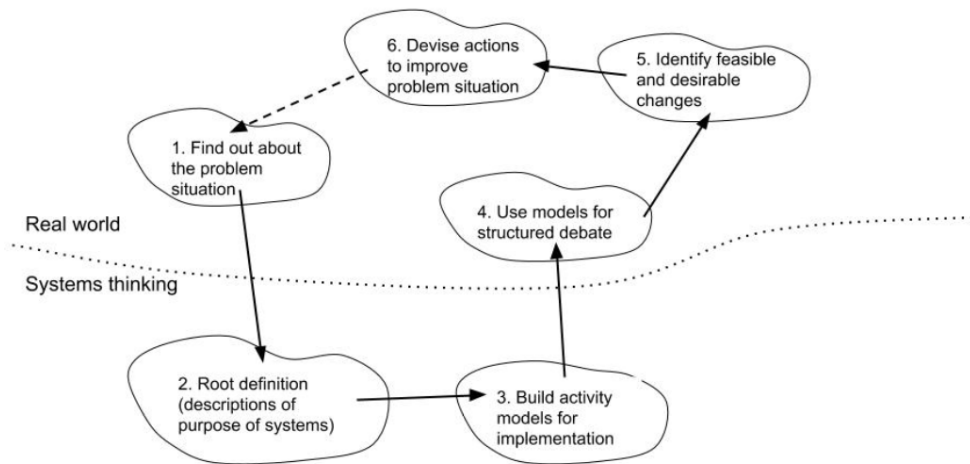 6. Devise actions
to improve
problem situation
5. Identify feasible
and desirable
changes
1. Find out about
the problem
situation
4. Use models for
structured debate
Real world
Systems thinking
2. Root definition
(descriptions of
purpose of systems)
3. Build activity
models for
implementation